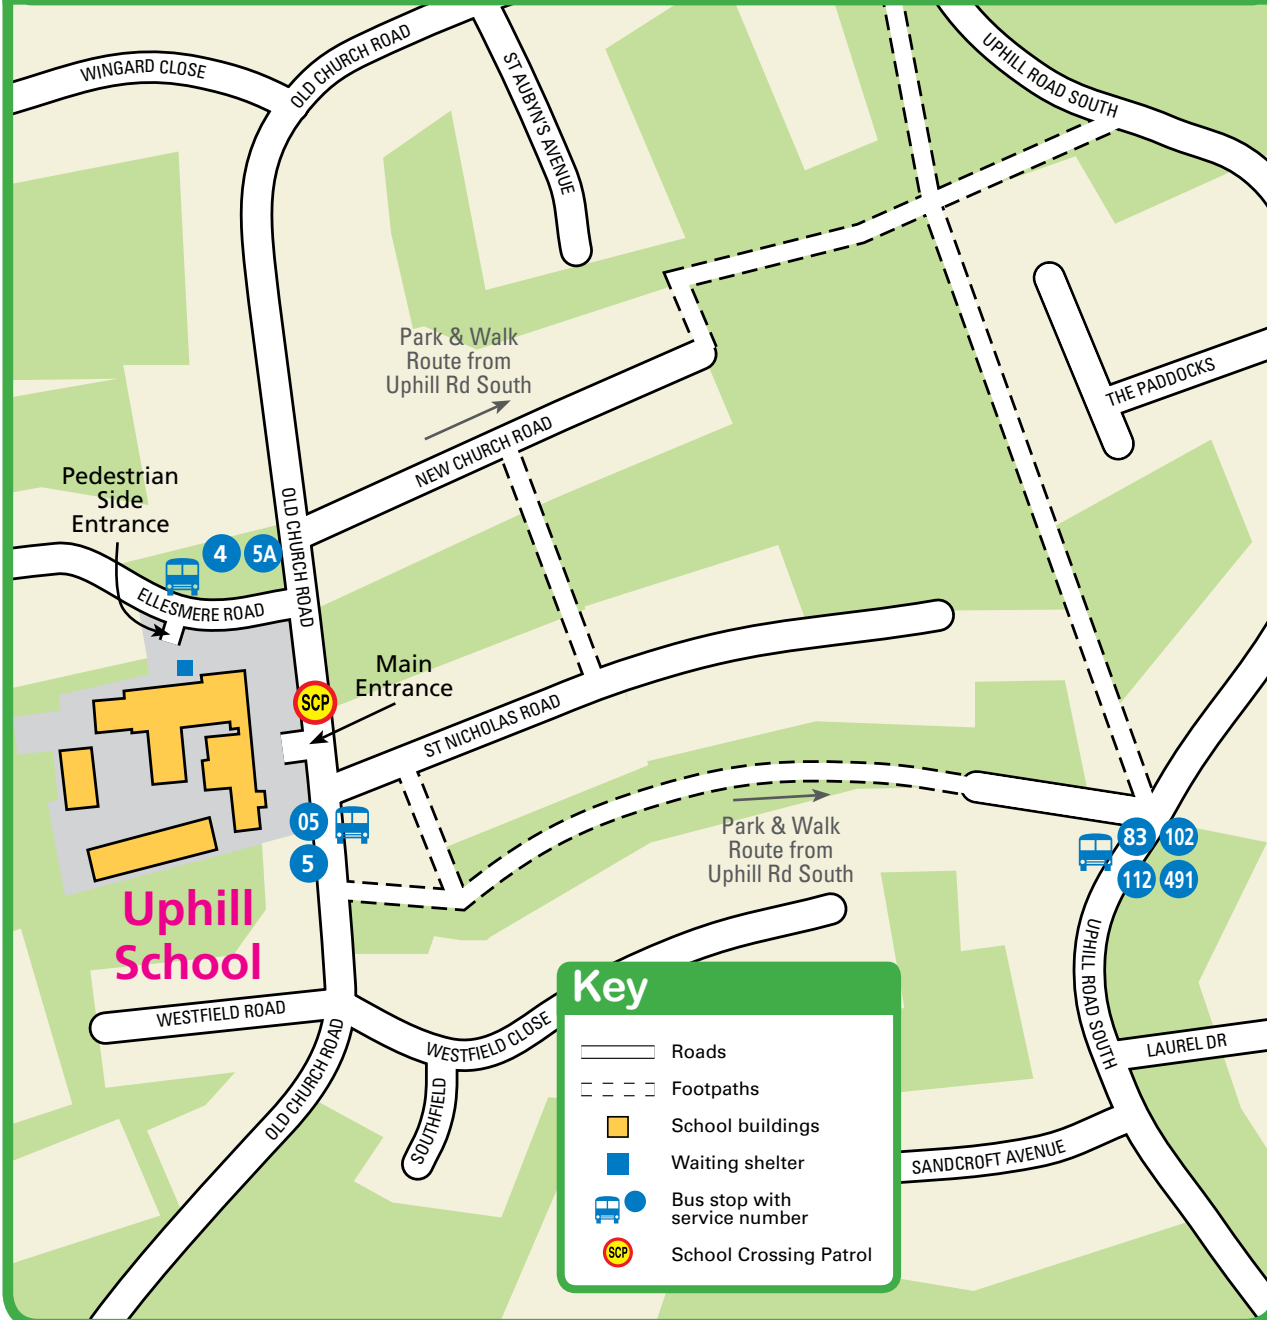 WINGARD CLOSE
OLD CHURCH ROAD
ST AUBYN'S AVENUE
UPHILL ROAD SOUTH
Park & Walk
Route from
Uphill Rd South
THE PADDOCKS
NEW CHURCH ROAD
Pedestrian
Side
Entrance
OLD CHURCH ROAD
4
5A
ELLESMERE ROAD
Main
Entrance
SCP
ST NICHOLAS ROAD
05
5
Park & Walk
Route from
Uphill Rd South
83
102
112
491
Uphill
School
UPHILL ROAD SOUTH
WESTFIELD ROAD
WESTFIELD CLOSE
OLD CHURCH ROAD
SOUTHFIELD
LAUREL DR
SANDCROFT AVENUE
Key
Roads
Footpaths
School buildings
Waiting shelter
Bus stop with
service number
SCP
School Crossing Patrol